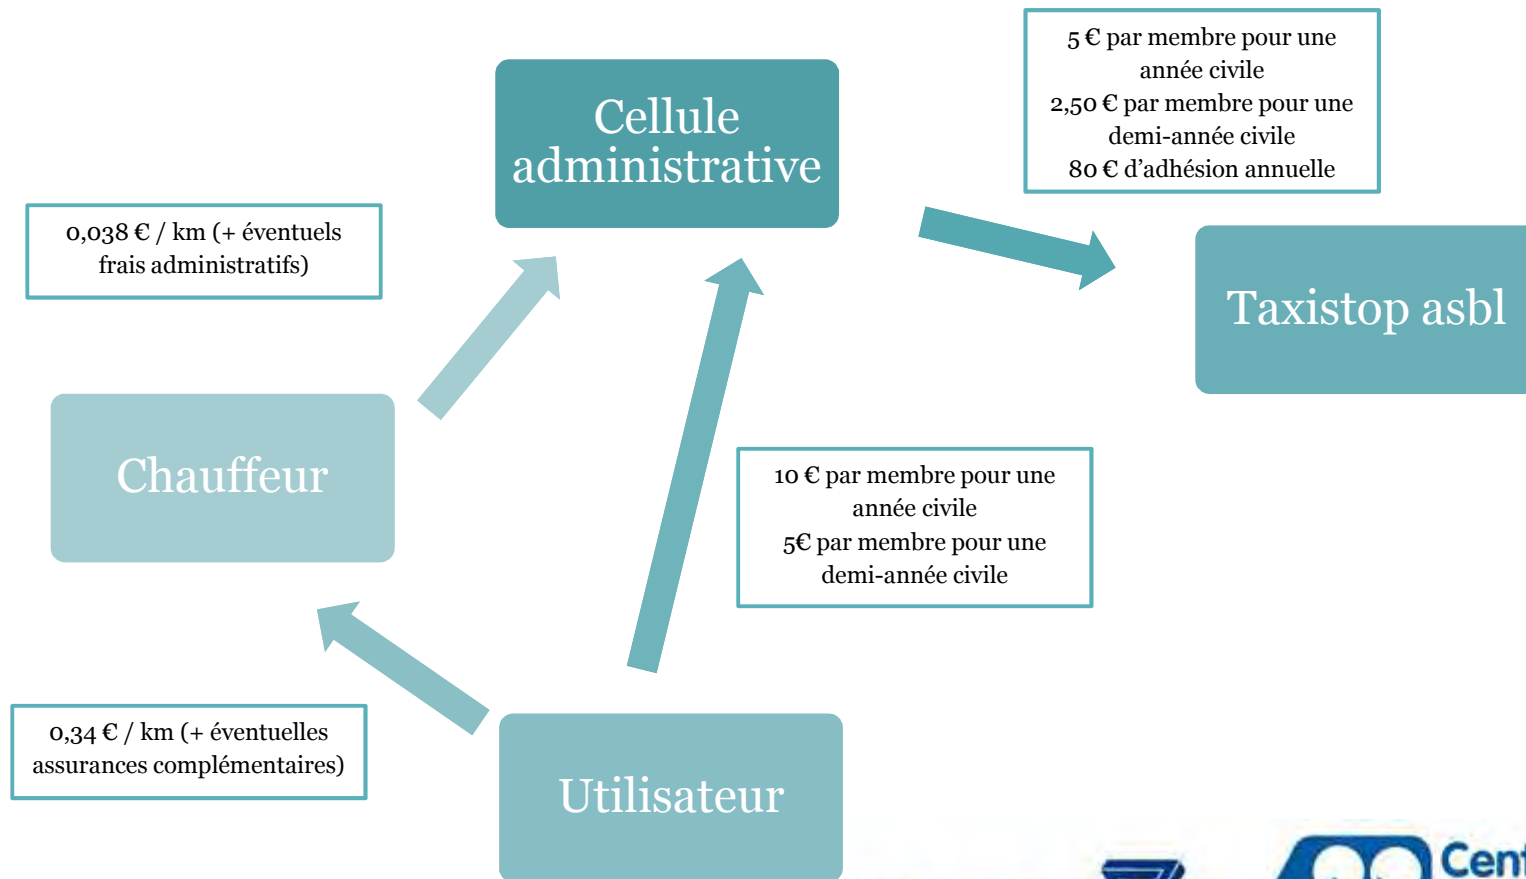 5 € par membre pour une
année civile
2,50 € par membre pour une
demi-année civile
80 € d’adhésion annuelle
Cellule
administrative
0,038 € / km (+ éventuels
frais administratifs)
Taxistop asbl
Chauffeur
10 € par membre pour une
année civile
5€ par membre pour une
demi-année civile
0,34 € / km (+ éventuelles
assurances complémentaires)
Utilisateur